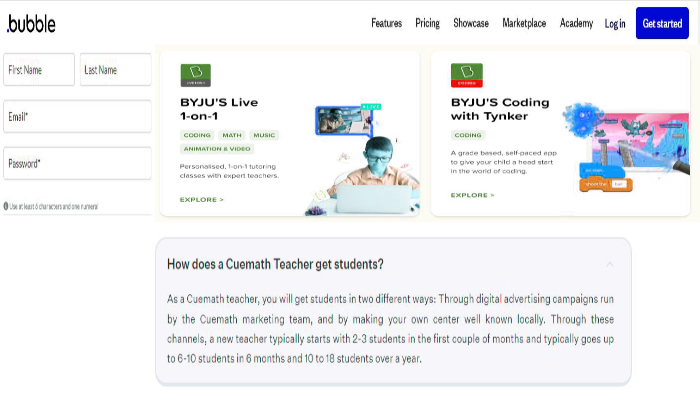 .bubble
Features Pricing Showcase Marketplace Academy Log in Get started
First Name Last Name
Email*
Password*
Use at least 8 characters and one numeral
BYJU'S Live
1-on-1
CODING MATH MUSIC
ANIMATION & VIDEO
Personalised, 1-on-1 tutoring
classes with expert teachers.
EXPLORE >
LIVE
BYJU'S Coding
with Tynker
CODING
A grade based, self-paced app
to give your child a head start
in the world of coding.
EXPLORE >
How does a Cuemath Teacher get students?
As a Cuemath teacher, you will get students in two different ways: Through digital advertising campaigns run
by the Cuemath marketing team, and by making your own center well known locally. Through these
channels, a new teacher typically starts with 2-3 students in the first couple of months and typically goes up
to 6-10 students in 6 months and 10 to 18 students over a year.